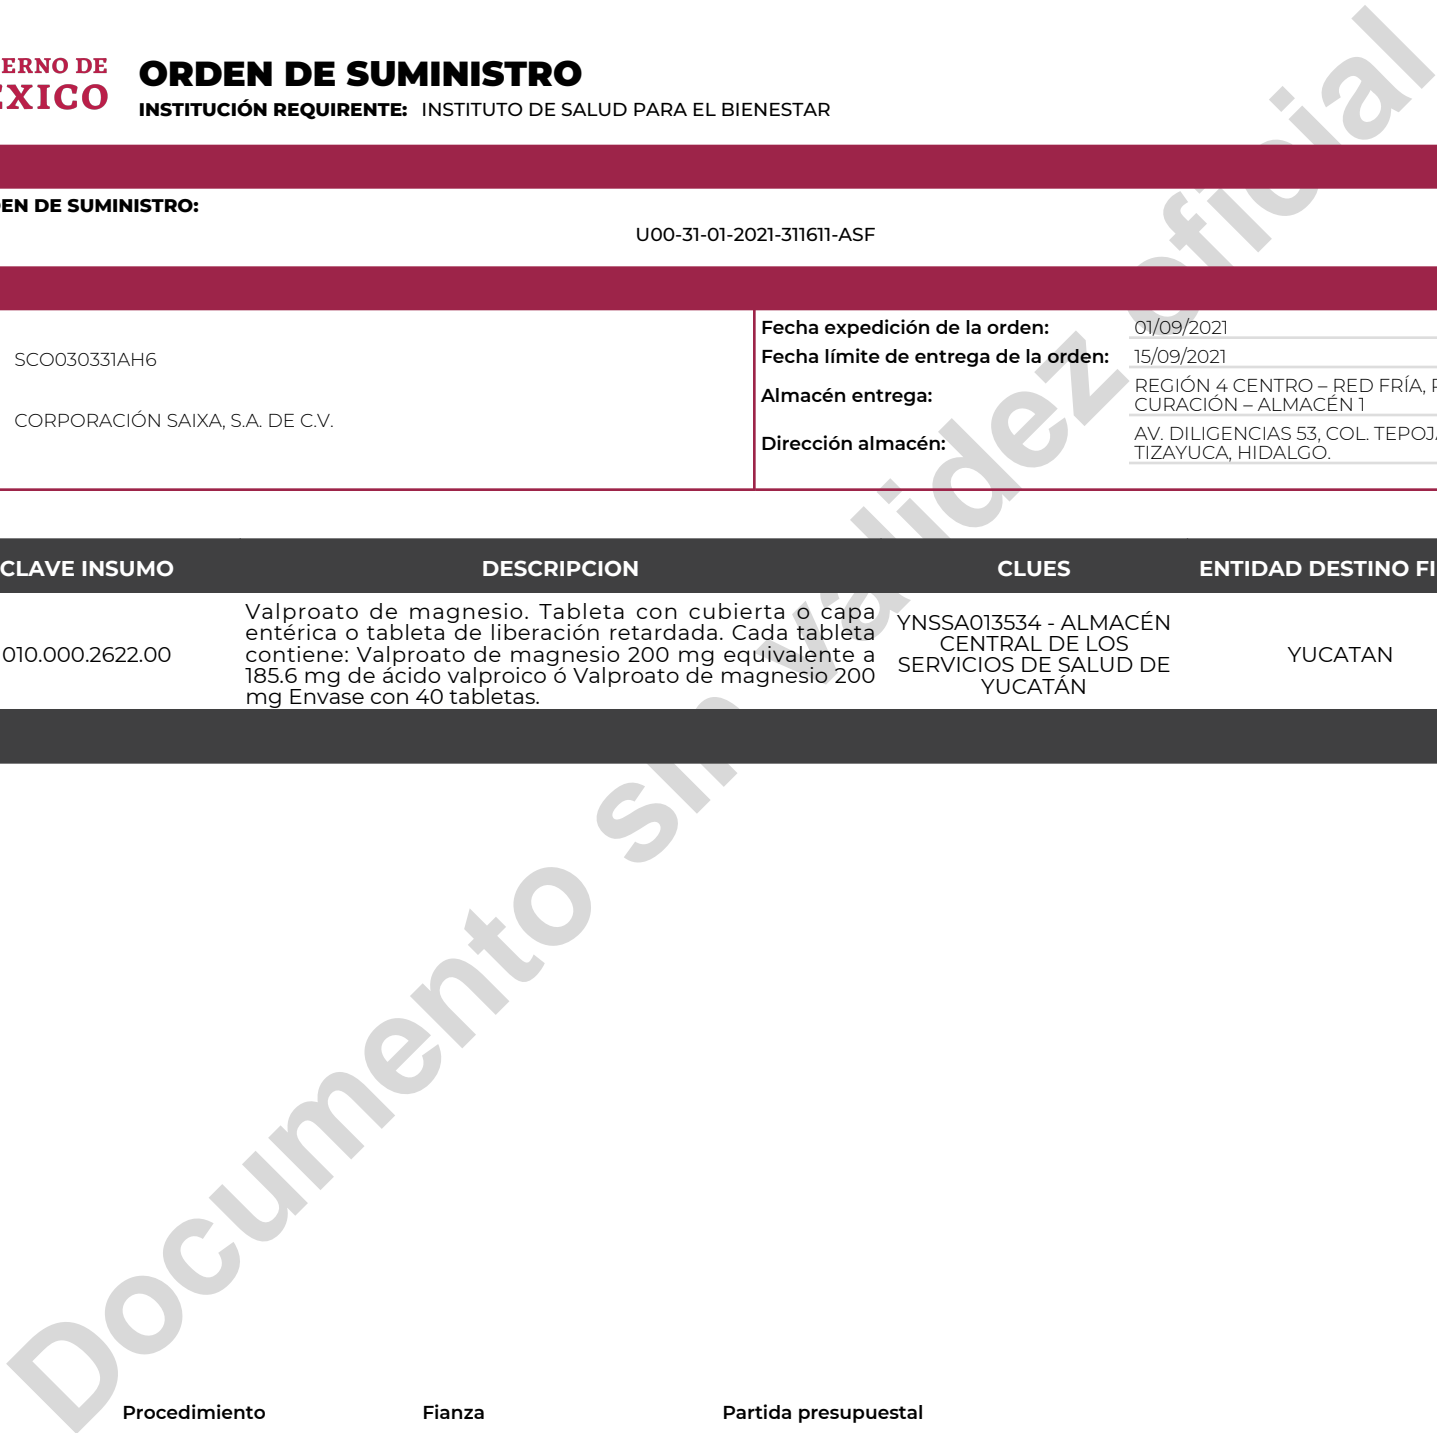 ERNO DE
ÉXICO
ORDEN DE SUMINISTRO
INSTITUCIÓN REQUIRENTE: INSTITUTO DE SALUD PARA EL BIENESTAR
EN DE SUMINISTRO:
U00-31-01-2021-311611-ASF
SCO030331AH6
CORPORACIÓN SAIXA, S.A. DE C.V.
Fecha expedición de la orden: 01/09/2021
Fecha límite de entrega de la orden: 15/09/2021
Almacén entrega: REGIÓN 4 CENTRO – RED FRÍA,
CURACIÓN – ALMACÉN 1
Dirección almacén: AV. DILIGENCIAS 53, COL. TEPOJ
TIZAYUCA, HIDALGO.
CLAVE INSUMO DESCRIPCION CLUES ENTIDAD DESTINO FI
010.000.2622.00
Valproato de magnesio. Tableta con cubierta o capa
entérica o tableta de liberación retardada. Cada tableta
contiene: Valproato de magnesio 200 mg equivalente a
185.6 mg de ácido valproico ó Valproato de magnesio 200
mg Envase con 40 tabletas.
YNSSA013534 - ALMACÉN
CENTRAL DE LOS
SERVICIOS DE SALUD DE
YUCATÁN
YUCATAN
Documento sin validez oficial
Procedimiento Fianza Partida presupuestal